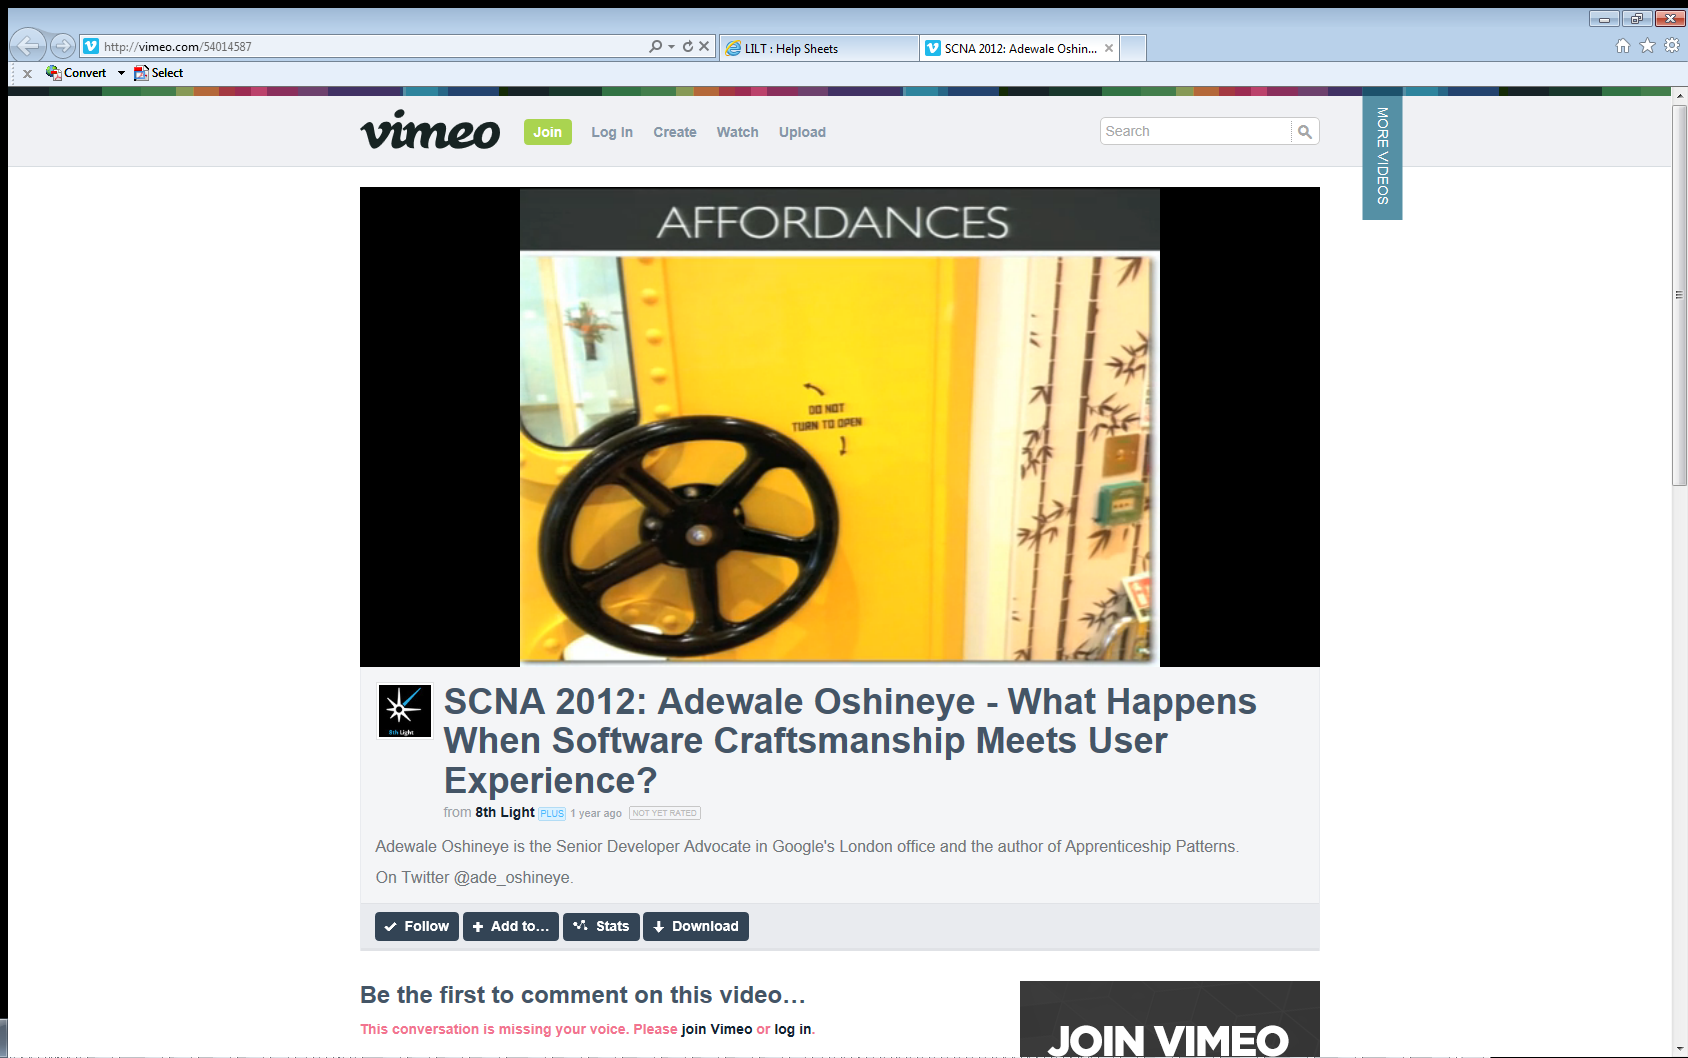 http://vimeo.com/54014587
LILT : Help Sheets
SCNA 2012: Adewale Oshin...
Convert
Select
vimeo
Join
Log In
Create
Watch
Upload
Search
MORE VIDEOS
AFFORDANCES
DO NOT
TURN TO OPEN
8th Light
SCNA 2012: Adewale Oshineye - What Happens
When Software Craftsmanship Meets User
Experience?
from 8th Light PLUS 1 year ago NOT YET RATED
Adewale Oshineye is the Senior Developer Advocate in Google's London office and the author of Apprenticeship Patterns.
On Twitter @ade_oshineye.
Follow
Add to...
Stats
Download
Be the first to comment on this video...
This conversation is missing your voice. Please join Vimeo or log in.
JOIN VIMEO